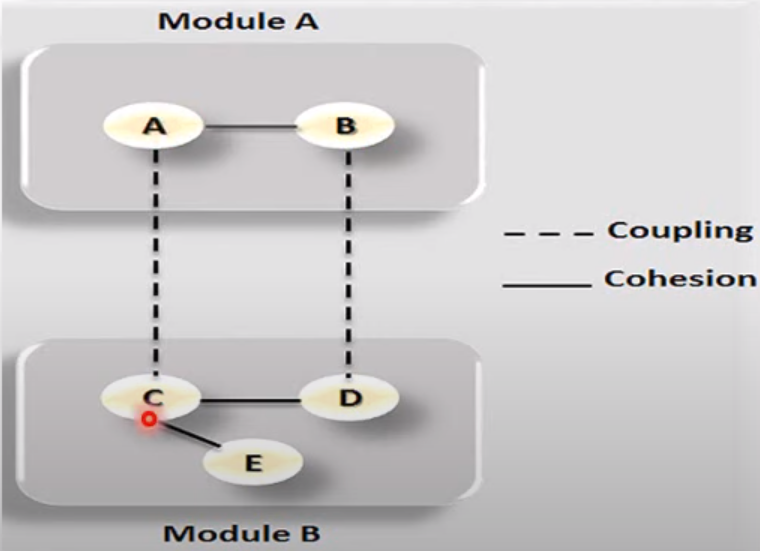 Module A
A B
Coupling
Cohesion
C D
E
Module B